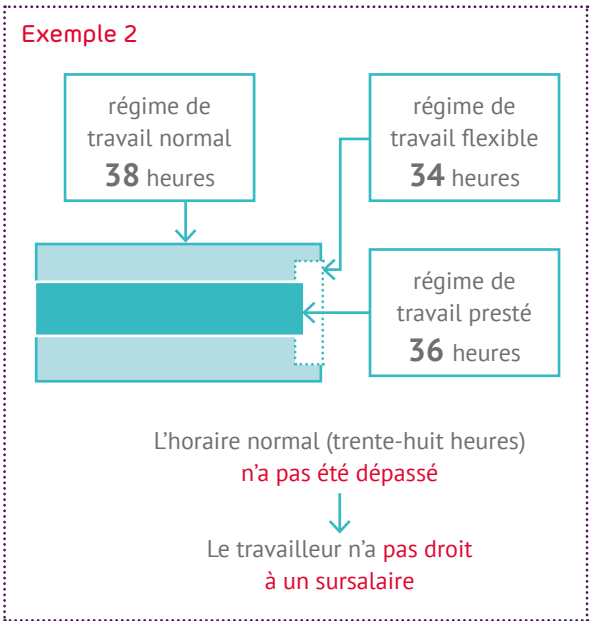 Exemple 2
régime de
travail normal
38 heures
régime de
travail flexible
34 heures
régime de
travail presté
36 heures
L'horaire normal (trente-huit heures)
n'a pas été dépassé
Le travailleur n'a pas droit
à un sursalaire